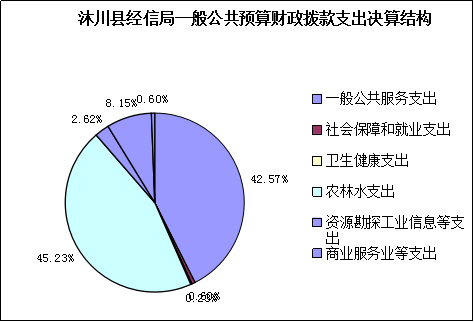 沐川县经信局一般公共预算财政拨款支出决算结构
8.15%
0.60%
2.62%
42.57%
45.23%
一般公共服务支出
社会保障和就业支出
卫生健康支出
农林水支出
资源勘探工业信息等支
出
商业服务业等支出